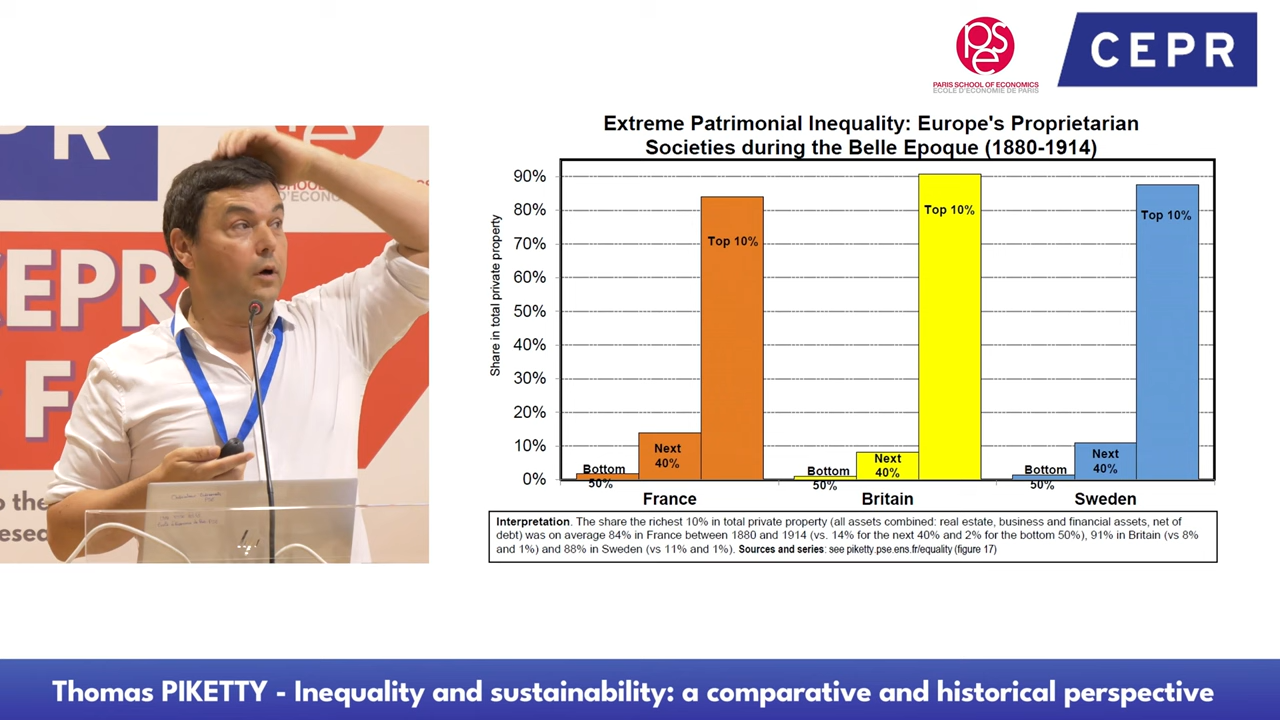 pse
PARIS SCHOOL OF ECONOMICS
ECOLE D'ECONOMIE DE PARIS
CEPR
PR
CEPR
F
o the
esec
SCHOOL OF
D'ECONO
Extreme Patrimonial Inequality: Europe's Proprietarian
Societies during the Belle Epoque (1880-1914)
Share in total private property
90%
80%
70%
60%
50%
40%
30%
20%
10%
0%
Bottom
50%
Next
40%
Top 10%
Bottom
50%
Next
40%
Top 10%
Bottom
50%
Next
40%
Top 10%
France
Britain
Sweden
Interpretation. The share the richest 10% in total private property (all assets combined: real estate, business and financial assets, net of
debt) was on average 84% in France between 1880 and 1914 (vs. 14% for the next 40% and 2% for the bottom 50%), 91% in Britain (vs 8%
and 1%) and 88% in Sweden (vs 11% and 1%). Sources and series: see piketty.pse.ens.fr/equality (figure 17)
Thomas PIKETTY - Inequality and sustainability: a comparative and historical perspective